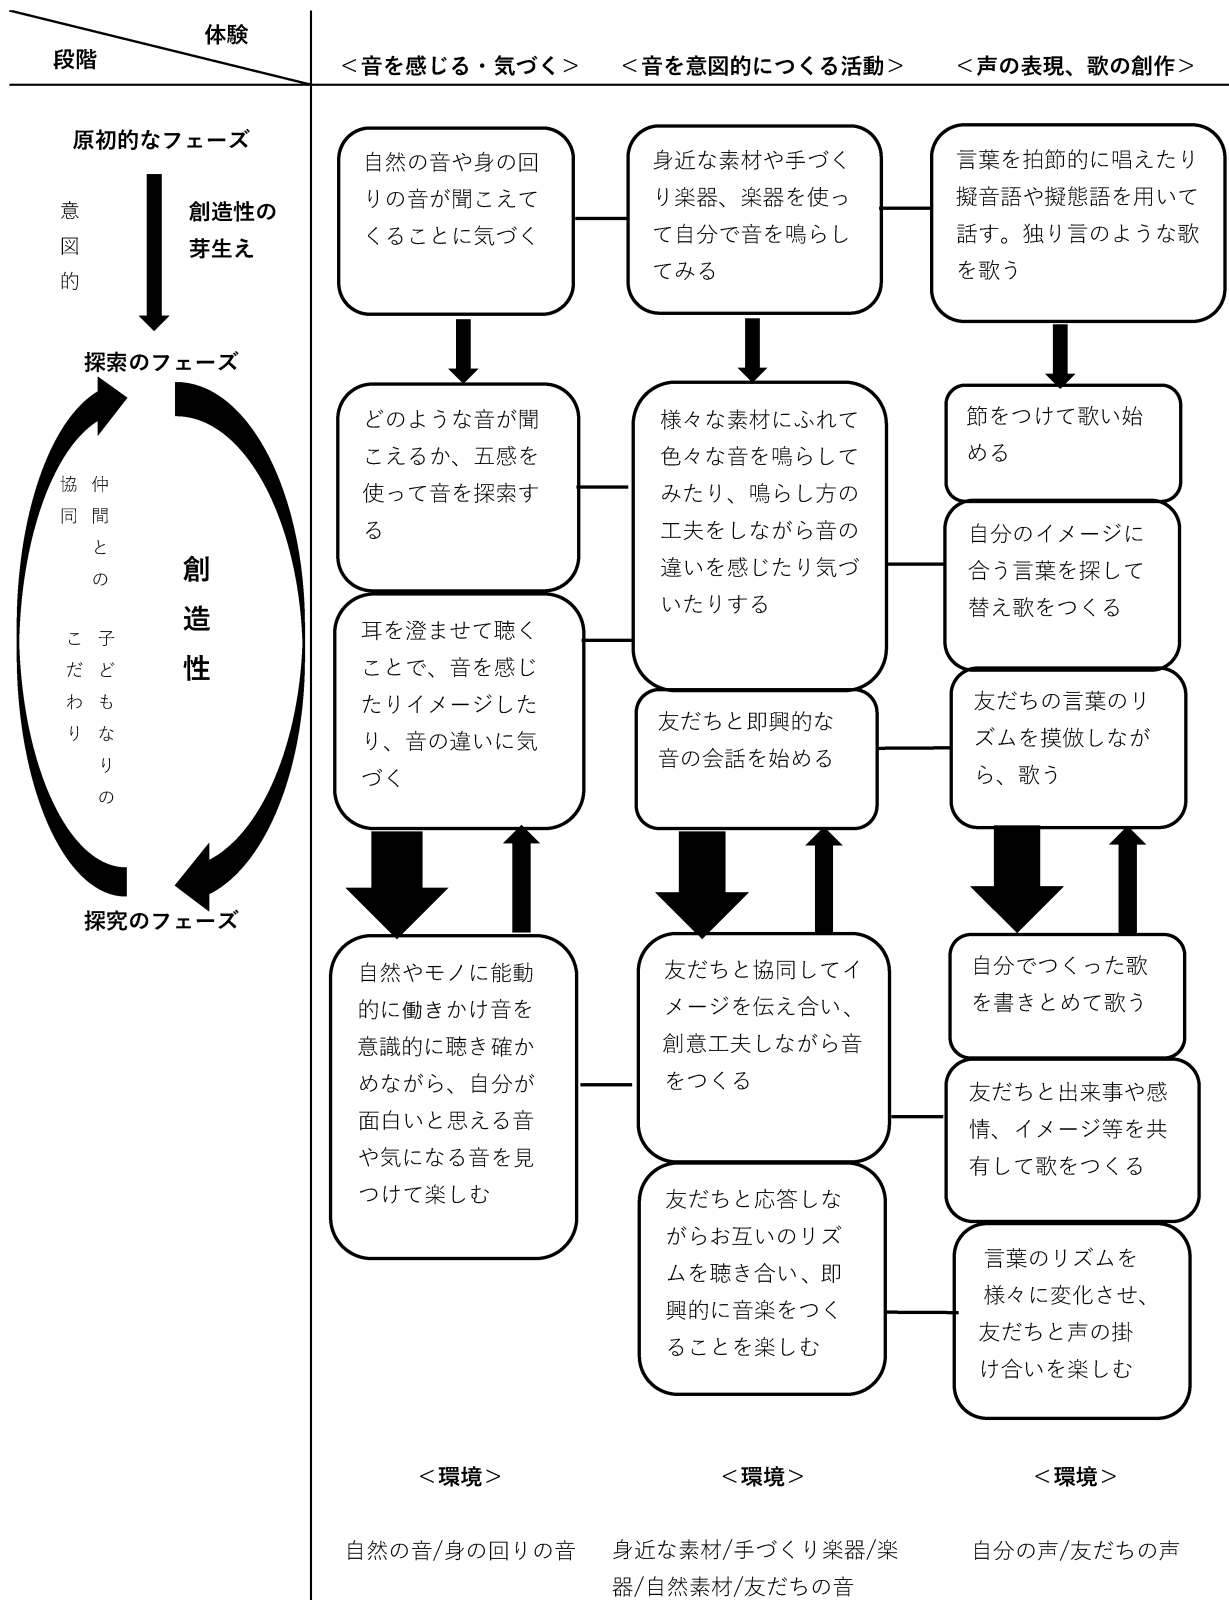 体験
段階
＜音を感じる・気づく＞
＜音を意図的につくる活動＞
＜声の表現、歌の創作＞
原初的なフェーズ
意図的
創造性の
芽生え
探索のフェーズ
仲間との
協同
子どもなりの
こだわり
創造性
探究のフェーズ
自然の音や身の回
りの音が聞こえて
くることに気づく
身近な素材や手づく
り楽器、楽器を使っ
て自分で音を鳴らし
てみる
言葉を拍節的に唱えたり
擬音語や擬態語を用いて
話す。独り言のような歌
を歌う
どのような音が聞
こえるか、五感を
使って音を探索す
る
耳を澄ませて聴く
ことで、音を感じ
たりイメージした
り、音の違いに気
づく
様々な素材にふれて
色々な音を鳴らして
みたり、鳴らし方の
工夫をしながら音の
違いを感じたり気づ
いたりする
友だちと即興的な
音の会話を始める
節をつけて歌い始
める
自分のイメージに
合う言葉を探して
替え歌をつくる
友だちの言葉のリ
ズムを摸倣しなが
ら、歌う
自然やモノに能動
的に働きかけ音を
意識的に聴き確か
めながら、自分が
面白いと思える音
や気になる音を見
つけて楽しむ
友だちと協同してイ
メージを伝え合い、
創意工夫しながら音
をつくる
友だちと応答しな
がらお互いのリズ
ムを聴き合い、即
興的に音楽をつく
ることを楽しむ
自分でつくった歌
を書きとめて歌う
友だちと出来事や感
情、イメージ等を共
有して歌をつくる
言葉のリズムを
様々に変化させ、
友だちと声の掛
け合いを楽しむ
＜環境＞
＜環境＞
＜環境＞
自然の音/身の回りの音
身近な素材/手づくり楽器/楽
器/自然素材/友だちの音
自分の声/友だちの声